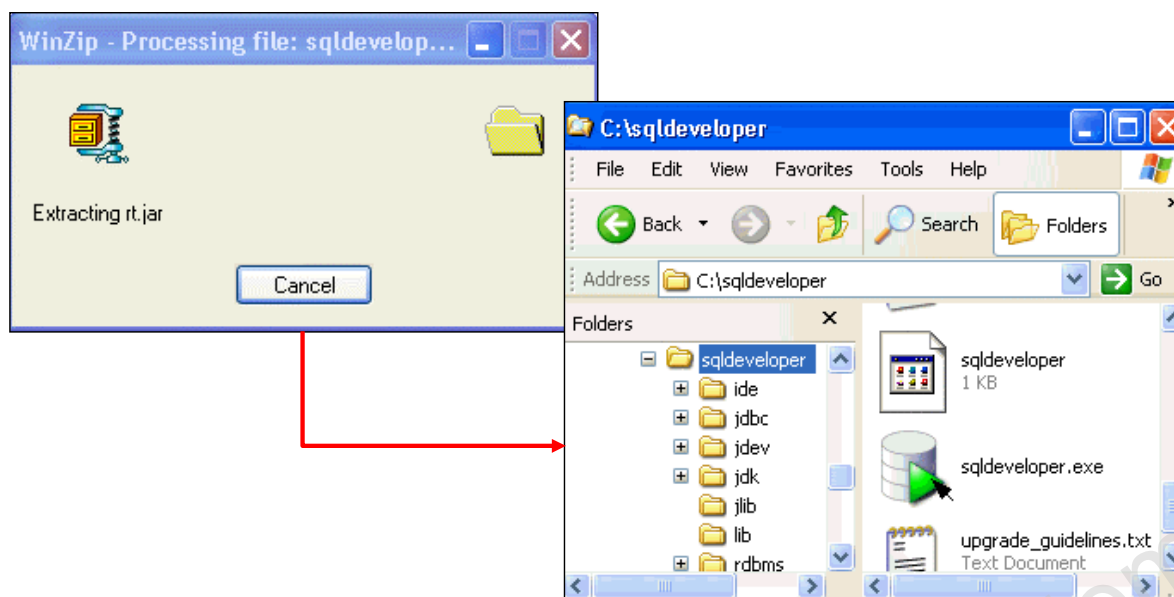 WinZip - Processing file: sqldevelop...
Extracting rt.jar
Cancel
C:\sqldeveloper
File Edit View Favorites Tools Help
Back Search Folders
Address C:\sqldeveloper Go
Folders
sqldeveloper
ide
jdbc
jdev
jdk
jlib
lib
rdbms
sqldeveloper
1 KB
sqldeveloper.exe
upgrade_guidelines.txt
Text Document